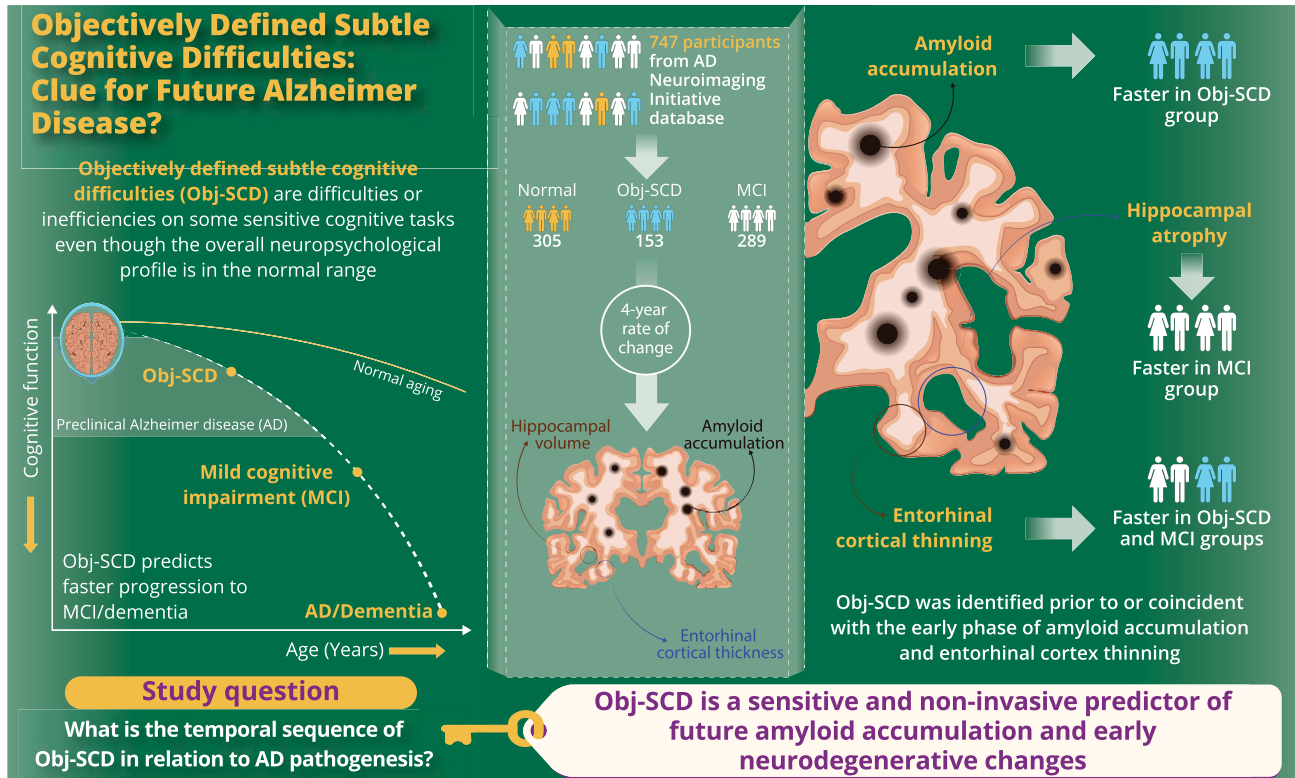 Objectively Defined Subtle
Cognitive Difficulties:
Clue for Future Alzheimer
Disease?
Objectively defined subtle cognitive
difficulties (Obj-SCD) are difficulties or
inefficiencies on some sensitive cognitive tasks
even though the overall neuropsychological
profile is in the normal range
Cognitive function
Obj-SCD
Normal aging
Preclinical Alzheimer disease (AD)
Mild cognitive
impairment (MCI)
Obj-SCD predicts
faster progression to
MCI/dementia
AD/Dementia
Age (Years)
Study question
What is the temporal sequence of
Obj-SCD in relation to AD pathogenesis?
747 participants
from AD
Neuroimaging
Initiative
database
Normal
305
Obj-SCD
153
MCI
289
4-year
rate of
change
Hippocampal
volume
Amyloid
accumulation
Entorhinal
cortical thickness
Amyloid
accumulation
Faster in Obj-SCD
group
Hippocampal
atrophy
Faster in MCI
group
Entorhinal
cortical thinning
Faster in Obj-SCD
and MCI groups
Obj-SCD was identified prior to or coincident
with the early phase of amyloid accumulation
and entorhinal cortex thinning
Obj-SCD is a sensitive and non-invasive predictor of
future amyloid accumulation and early
neurodegenerative changes